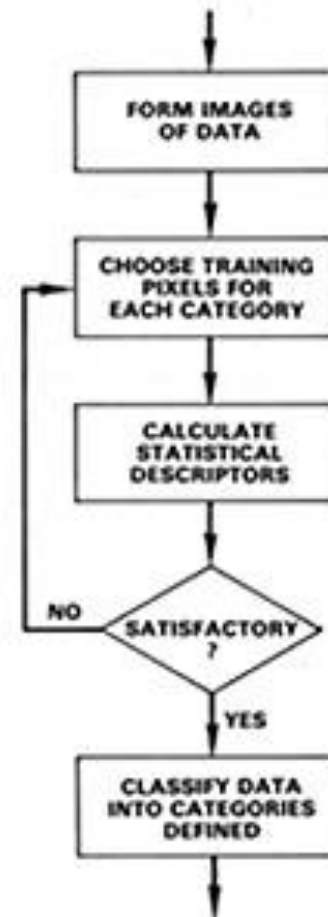 FORM IMAGES
OF DATA
CHOOSE TRAINING
PIXELS FOR
EACH CATEGORY
CALCULATE
STATISTICAL
DESCRIPTORS
NO
SATISFACTORY
?
YES
CLASSIFY DATA
INTO CATEGORIES
DEFINED